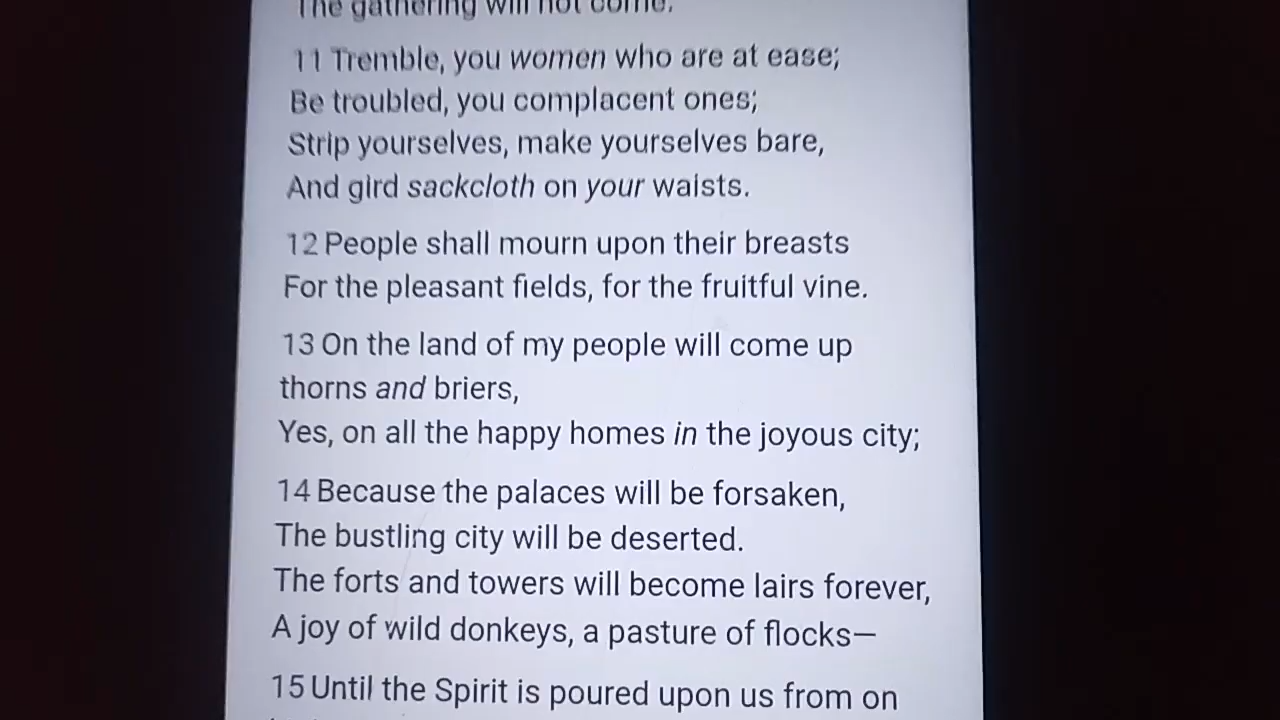 The gathering will not come.
11 Tremble, you women who are at ease;
Be troubled, you complacent ones;
Strip yourselves, make yourselves bare,
And gird sackcloth on your waists.
12 People shall mourn upon their breasts
For the pleasant fields, for the fruitful vine.
13 On the land of my people will come up
thorns and briers,
Yes, on all the happy homes in the joyous city;
14 Because the palaces will be forsaken,
The bustling city will be deserted.
The forts and towers will become lairs forever,
A joy of wild donkeys, a pasture of flocks—
15 Until the Spirit is poured upon us from on